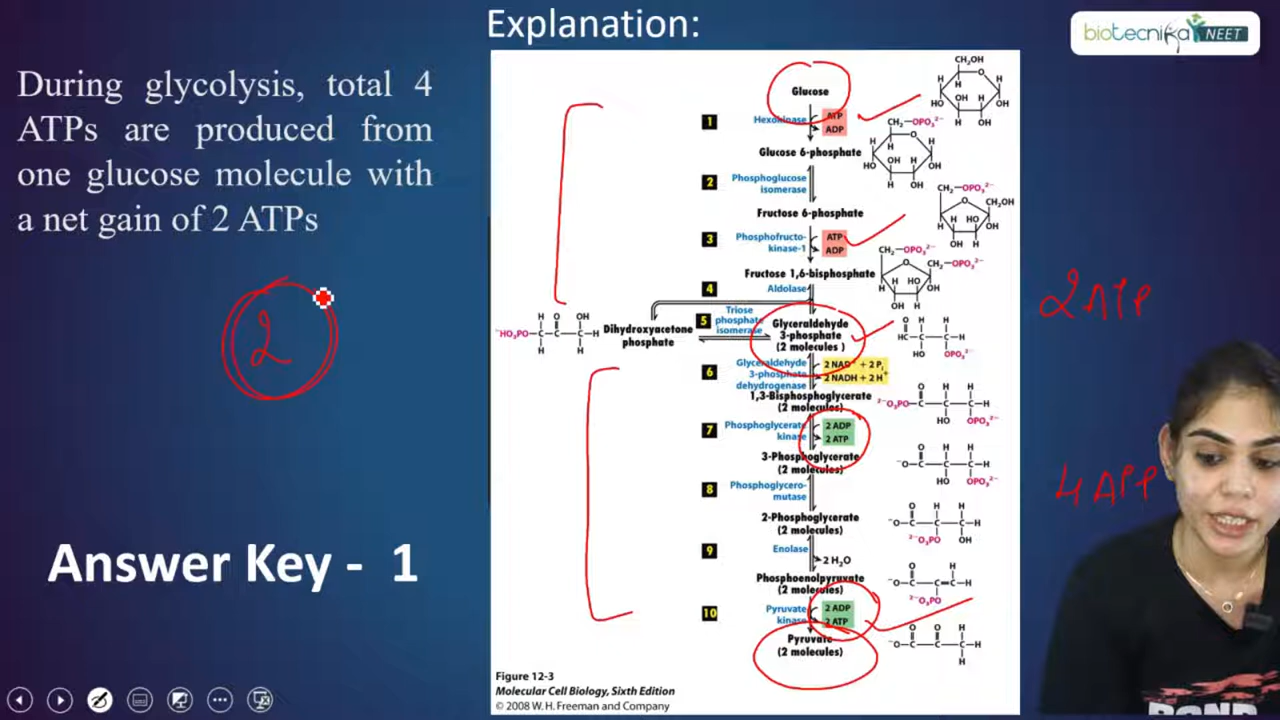 Explanation:
biotecnika NEET
During glycolysis, total 4
ATPs are produced from
one glucose molecule with
a net gain of 2 ATPs
2
Answer Key - 1
Glucose
1
Hexokinase
ATP
ADP
Glucose 6-phosphate
2
Phosphoglucose
isomerase
Fructose 6-phosphate
3
Phosphofructo-
kinase-1
ATP
ADP
Fructose 1,6-bisphosphate
4
Aldolase
5
Triose
phosphate
isomerase
Dihydroxyacetone
phosphate
Glyceraldehyde
3-phosphate
(2 molecules )
6
Glyceraldehyde
3-phosphate
dehydrogenase
2 NAD⁺ + 2 Pᵢ
2 NADH + 2 H⁺
1,3-Bisphosphoglycerate
(2 molecules)
7
Phosphoglycerate
kinase
2 ADP
2 ATP
3-Phosphoglycerate
(2 molecules)
8
Phosphoglycero-
mutase
2-Phosphoglycerate
(2 molecules)
9
Enolase
2 H₂O
Phosphoenolpyruvate
(2 molecules)
10
Pyruvate
kinase
2 ADP
2 ATP
Pyruvate
(2 molecules)
2 ATP
Figure 12-3
Molecular Cell Biology, Sixth Edition
© 2008 W. H. Freeman and Company